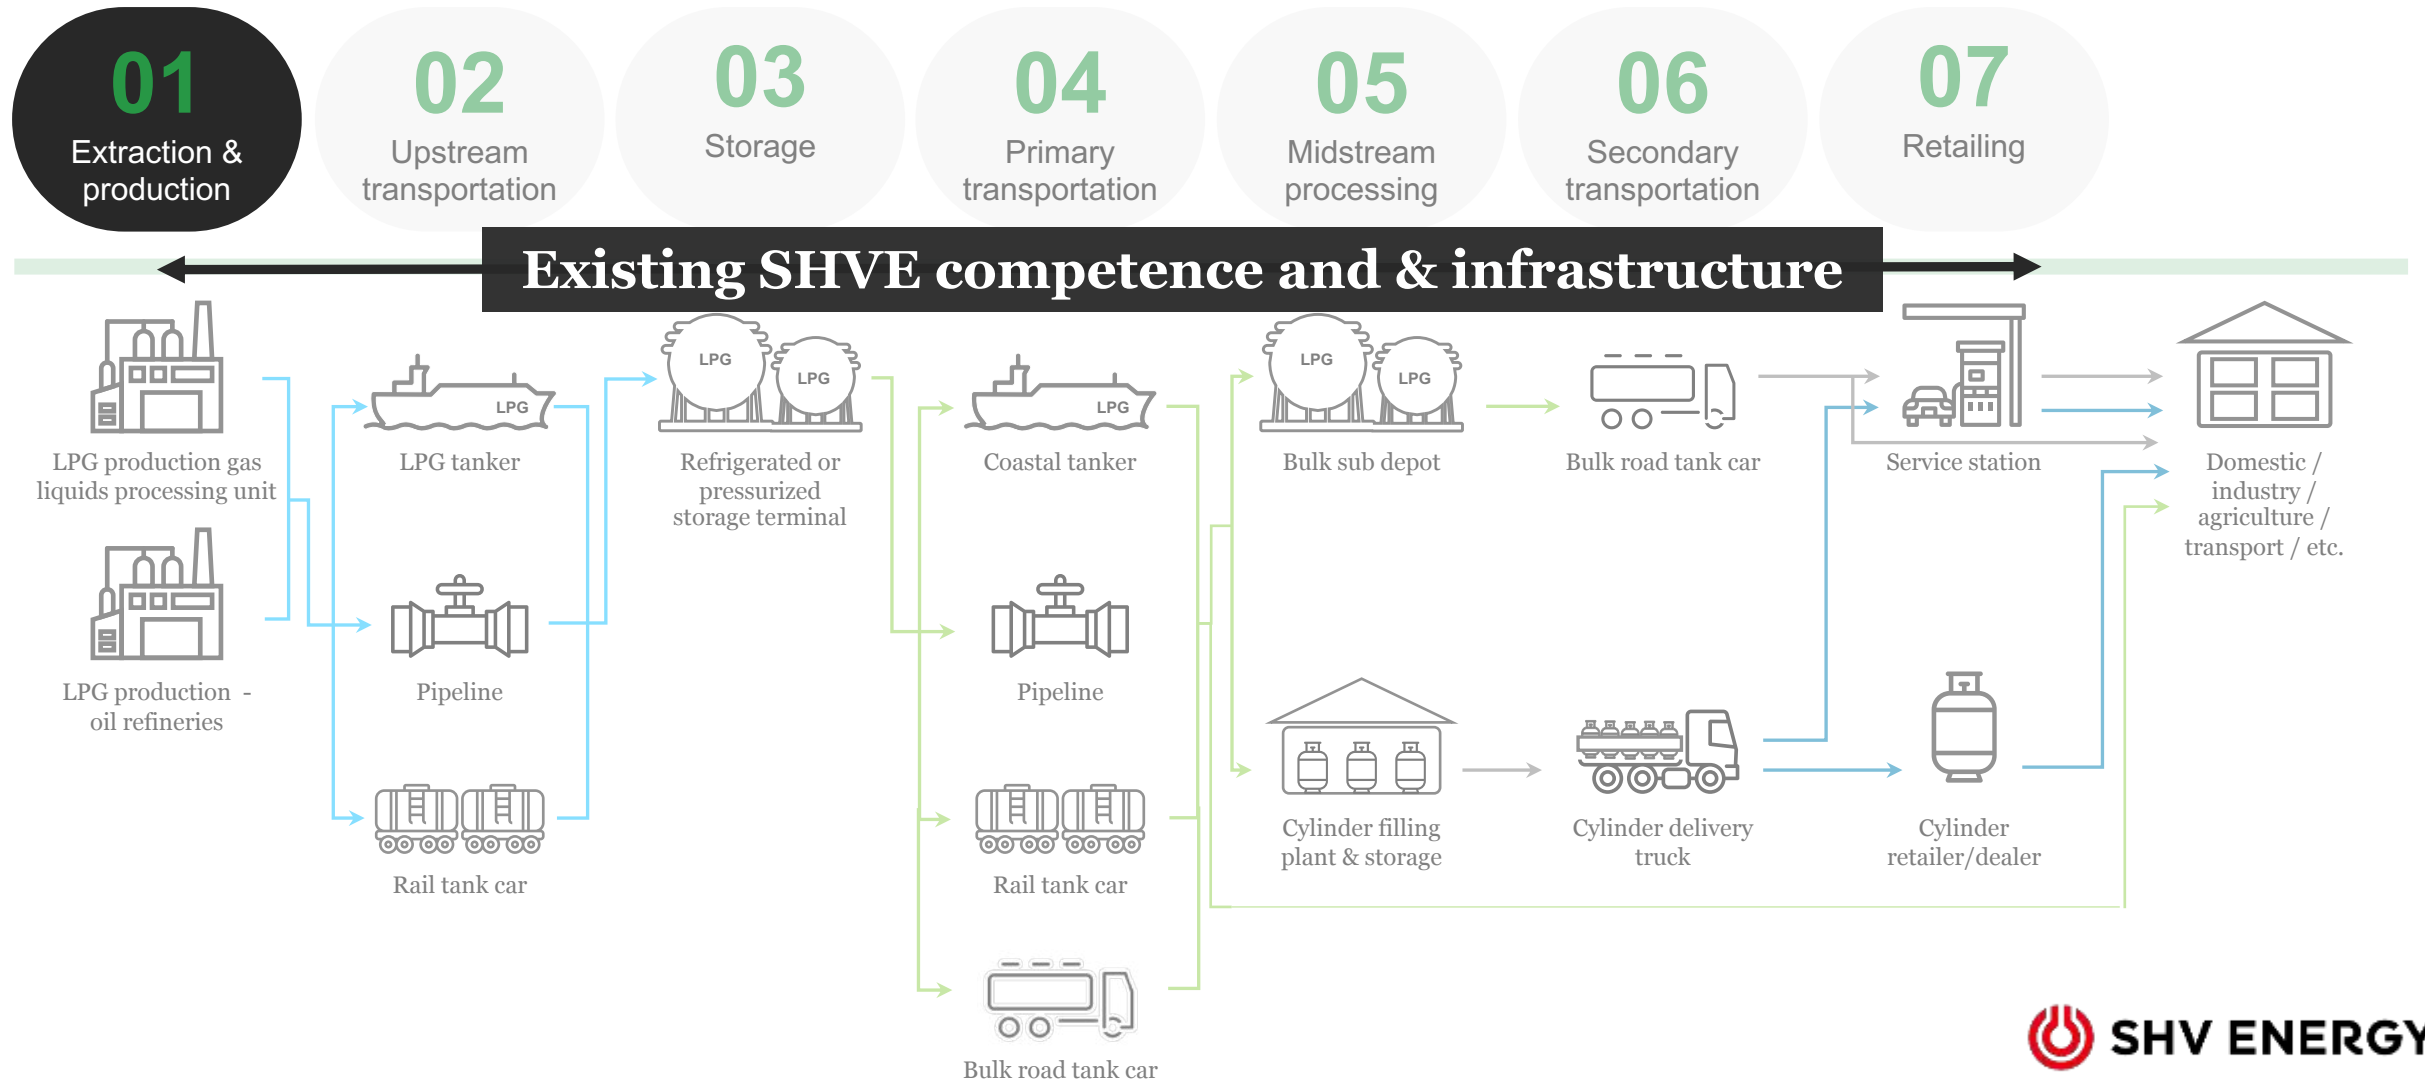 01
Extraction &
production
02
Upstream
transportation
03
Storage
04
Primary
transportation
05
Midstream
processing
06
Secondary
transportation
07
Retailing
Existing SHVE competence and & infrastructure
LPG production gas
liquids processing unit
LPG production -
oil refineries
LPG
LPG tanker
Pipeline
Rail tank car
LPG
LPG
Refrigerated or
pressurized
storage terminal
LPG
Coastal tanker
Pipeline
Rail tank car
Bulk road tank car
LPG
LPG
Bulk sub depot
Cylinder filling
plant & storage
Bulk road tank car
Cylinder delivery
truck
Service station
Cylinder
retailer/dealer
Domestic /
industry /
agriculture /
transport / etc.
SHV ENERGY